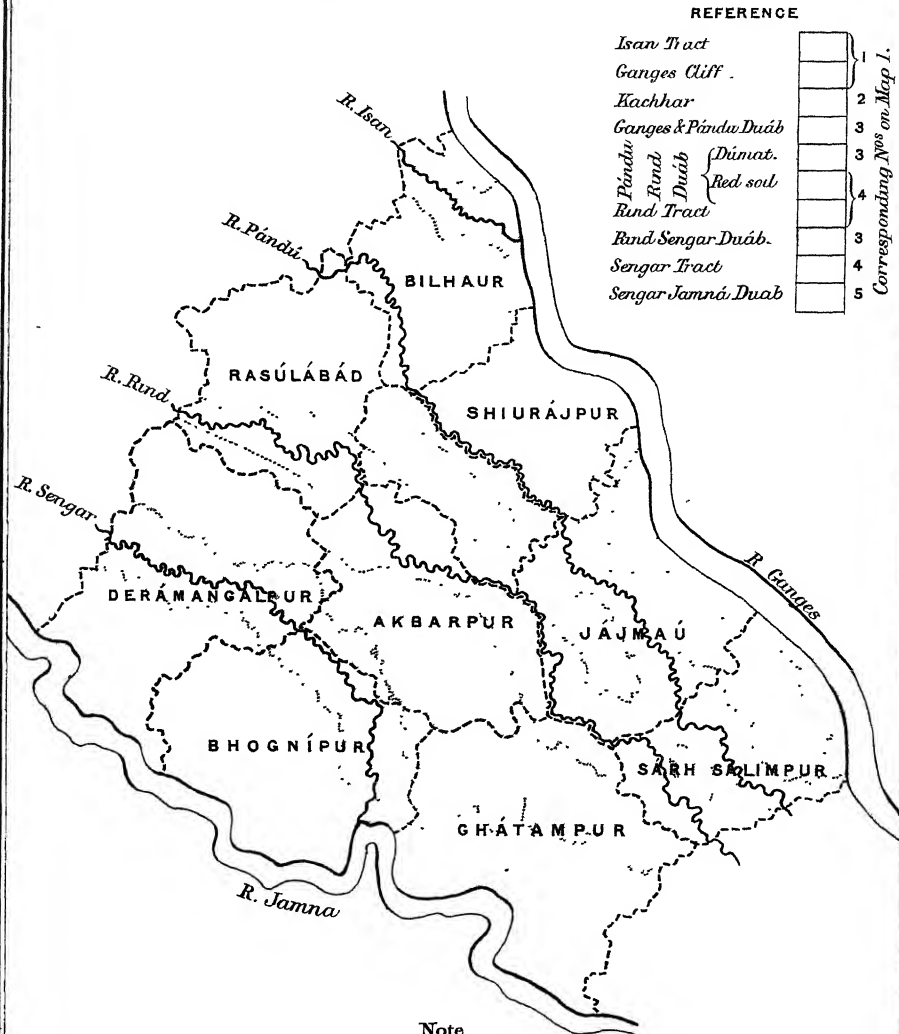 REFERENCE
Isan Tract
Ganges Cliff.
1
Kachhar 2
Ganges & Pándu Duáb 3
Pándu Rind Duáb
Dúmat. 3
Red soil
Rind Tract
4
Rind Sengar Duáb. 3
Sengar Tract 4
Sengar Jamná Duab 5
Corresponding Nos on Map 1.
R. Isan
R. Pándú
BILHAUR
RASÚLÁBÁD
R. Rind
SHIURÁJPUR
R. Sengar
R Ganges
DERÁMANGALPUR
AKBARPUR
JÁJMAÚ
BHOGNÍPUR
SÁRH SALIMPUR
GHÁTAMPUR
R. Jamna
Note